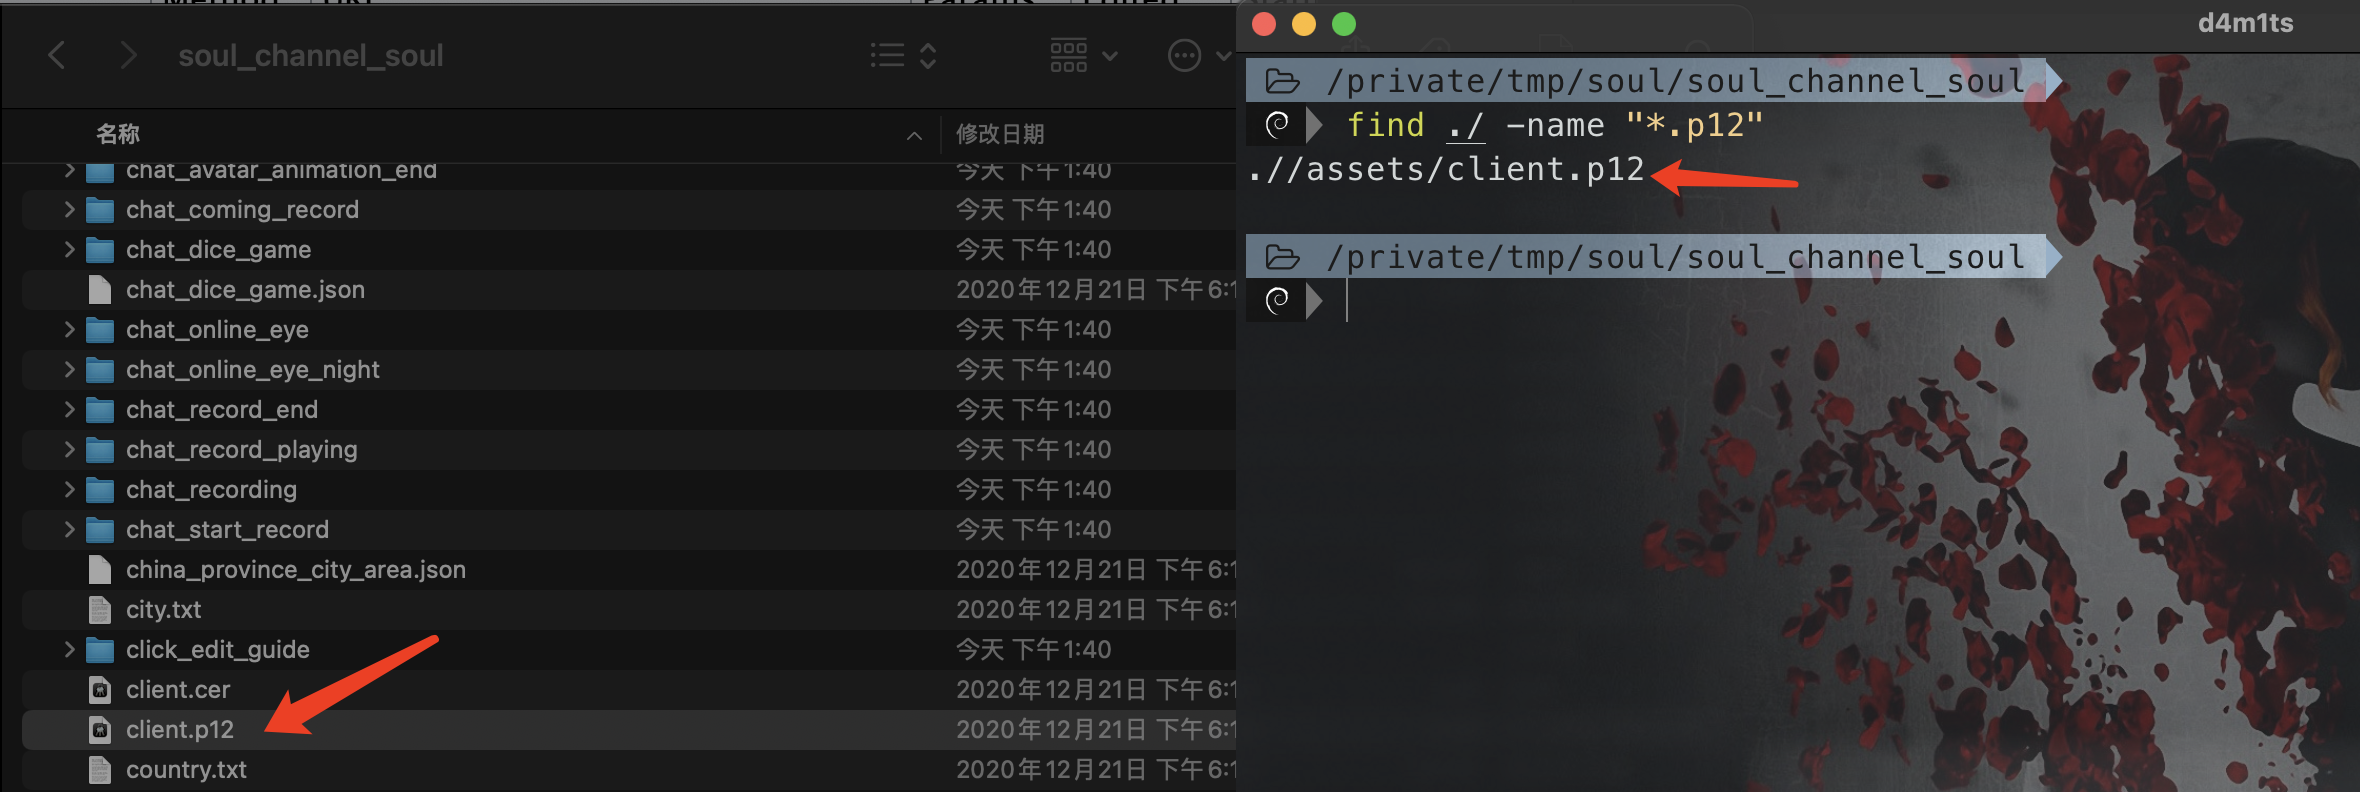 soul_channel_soul
名称
修改日期
chat_avatar_animation_end
今天 下午1:40
chat_coming_record
今天 下午1:40
chat_dice_game
今天 下午1:40
chat_dice_game.json
2020年12月21日 下午6:1
chat_online_eye
今天 下午1:40
chat_online_eye_night
今天 下午1:40
chat_record_end
今天 下午1:40
chat_record_playing
今天 下午1:40
chat_recording
今天 下午1:40
chat_start_record
今天 下午1:40
china_province_city_area.json
2020年12月21日 下午6:1
city.txt
2020年12月21日 下午6:1
click_edit_guide
今天 下午1:40
client.cer
2020年12月21日 下午6:1
client.p12
2020年12月21日 下午6:1
country.txt
2020年12月21日 下午6:1
d4m1ts
/private/tmp/soul/soul_channel_soul
find ./ -name "*.p12"
.//assets/client.p12
/private/tmp/soul/soul_channel_soul